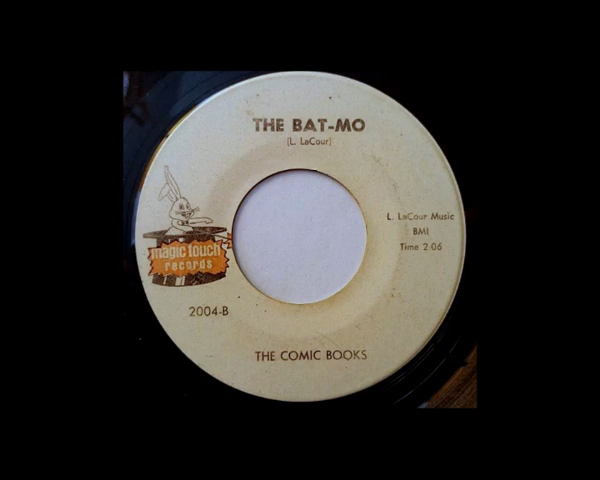 THE BAT-MO
(L. LaCour)
L. LaCour Music
BMI
Time 2:06
magic touch
records
2004-B
THE COMIC BOOKS